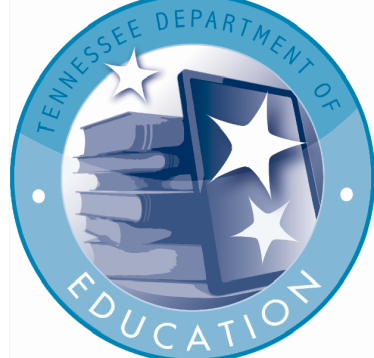 TENNESSEE DEPARTMENT OF
EDUCATION